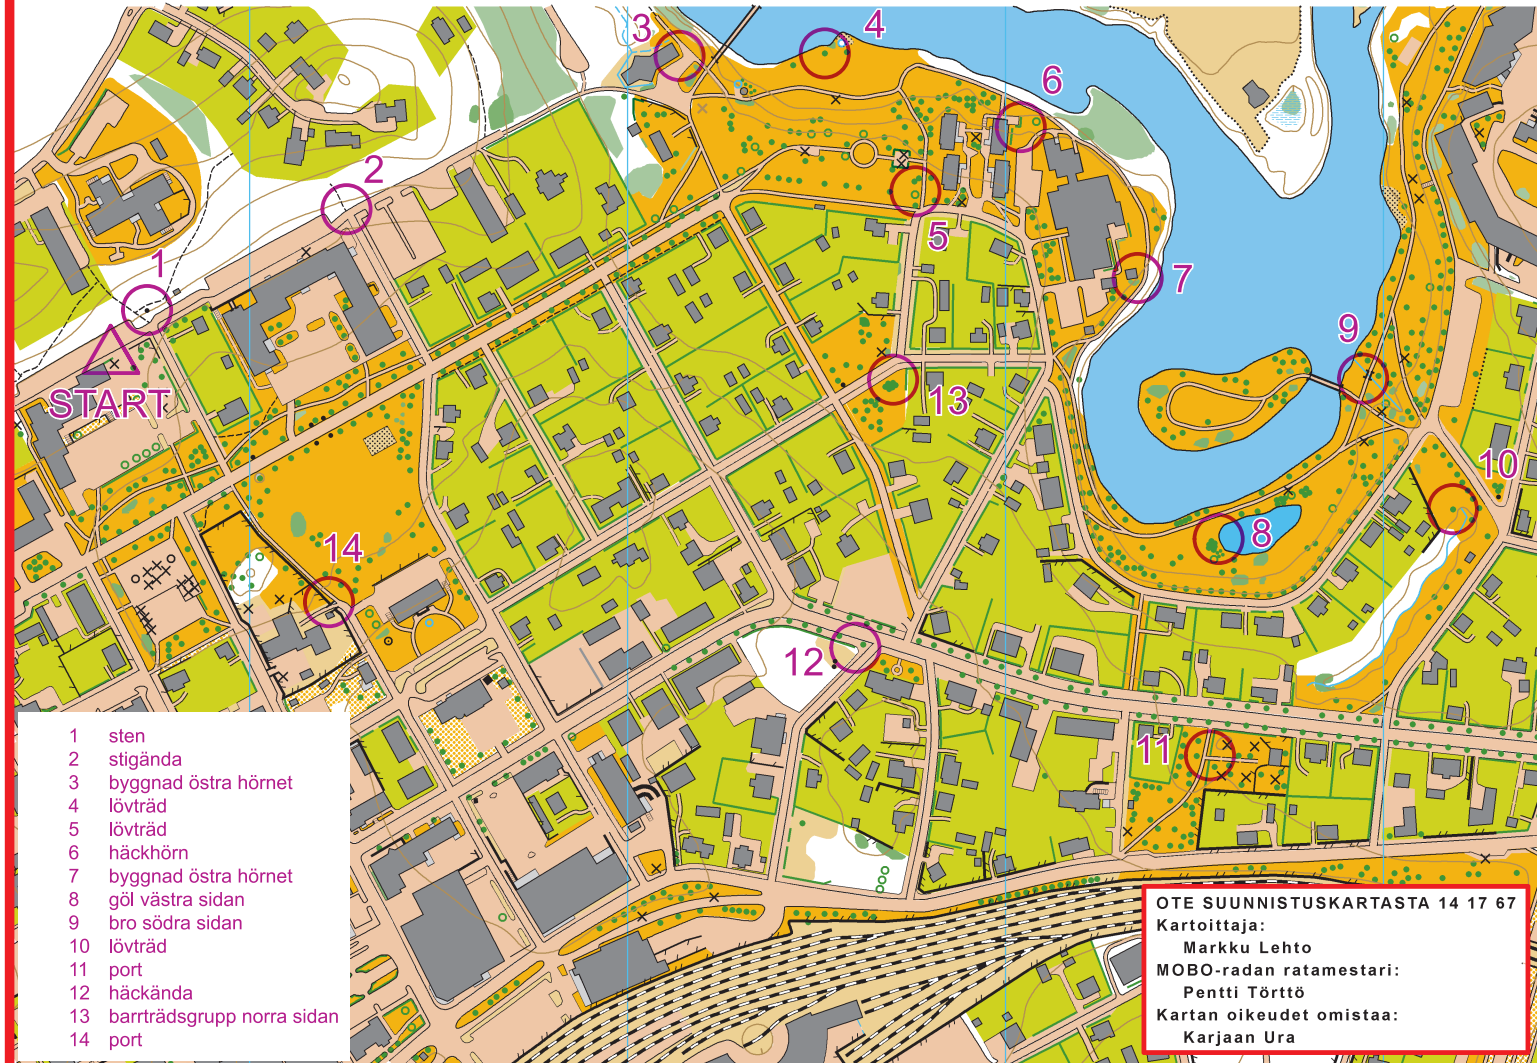 3
4
6
2
1
5
7
9
START
13
10
14
8
12
11
1 sten
2 stigända
3 byggnad östra hörnet
4 lövträd
5 lövträd
6 häckhörn
7 byggnad östra hörnet
8 göl västra sidan
9 bro södra sidan
10 lövträd
11 port
12 häckända
13 barrträdsgrupp norra sidan
14 port
OTE SUUNNISTUSKARTASTA 14 17 67
Kartoittaja:
Markku Lehto
MOBO-radan ratamestari:
Pentti Törttö
Kartan oikeudet omistaa:
Karjaan Ura